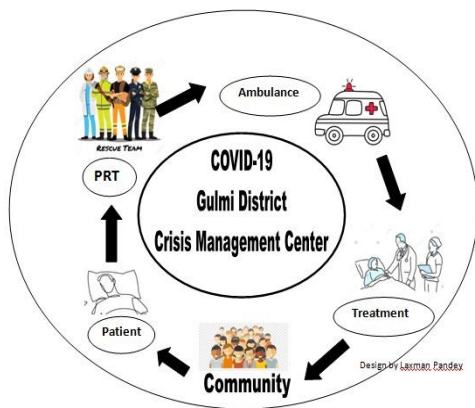 Ambulance
RESCUE TEAM
PRT
COVID-19
Gulmi District
Crisis Management Center
Patient
Treatment
Community
Design by Laxman Pandey